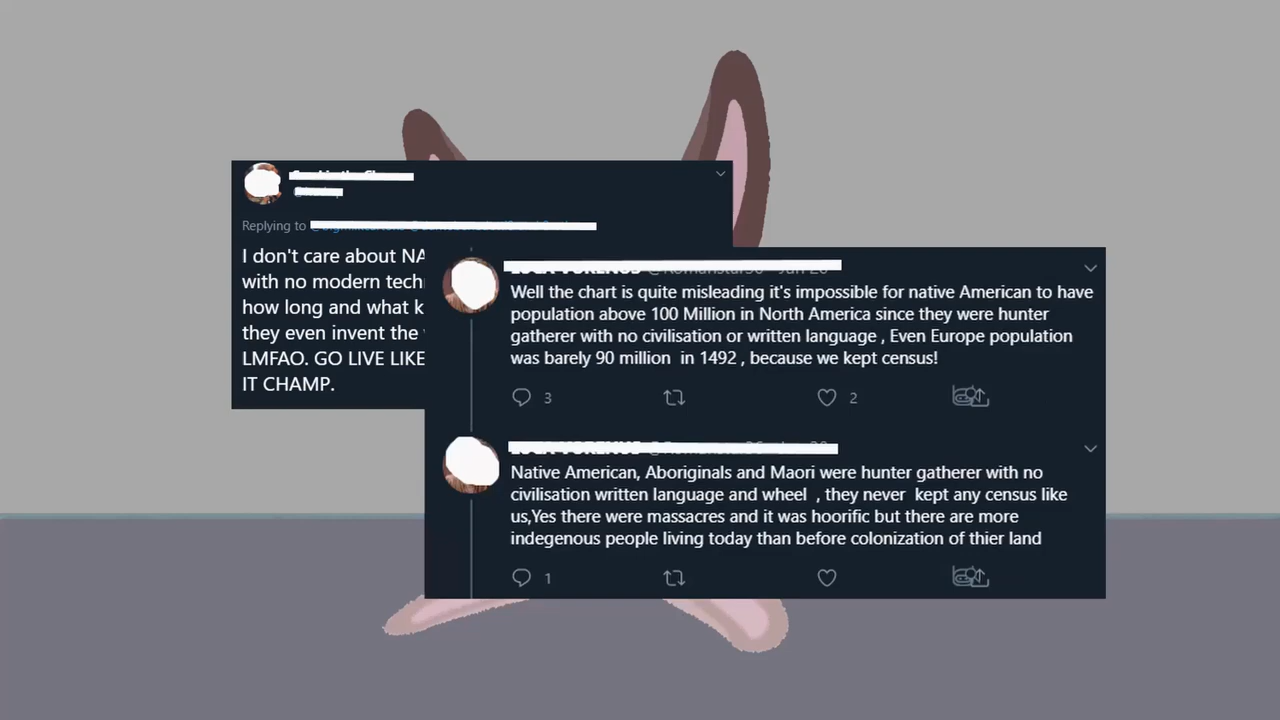 Replying to
I don't care about NA
with no modern tech
how long and what k
they even invent the
LMFAO. GO LIVE LIKE
IT CHAMP.
Well the chart is quite misleading it's impossible for native American to have
population above 100 Million in North America since they were hunter
gatherer with no civilisation or written language , Even Europe population
was barely 90 million in 1492 , because we kept census!
3
2
Native American, Aboriginals and Maori were hunter gatherer with no
civilisation written language and wheel , they never kept any census like
us,Yes there were massacres and it was hoorific but there are more
indegenous people living today than before colonization of thier land
1